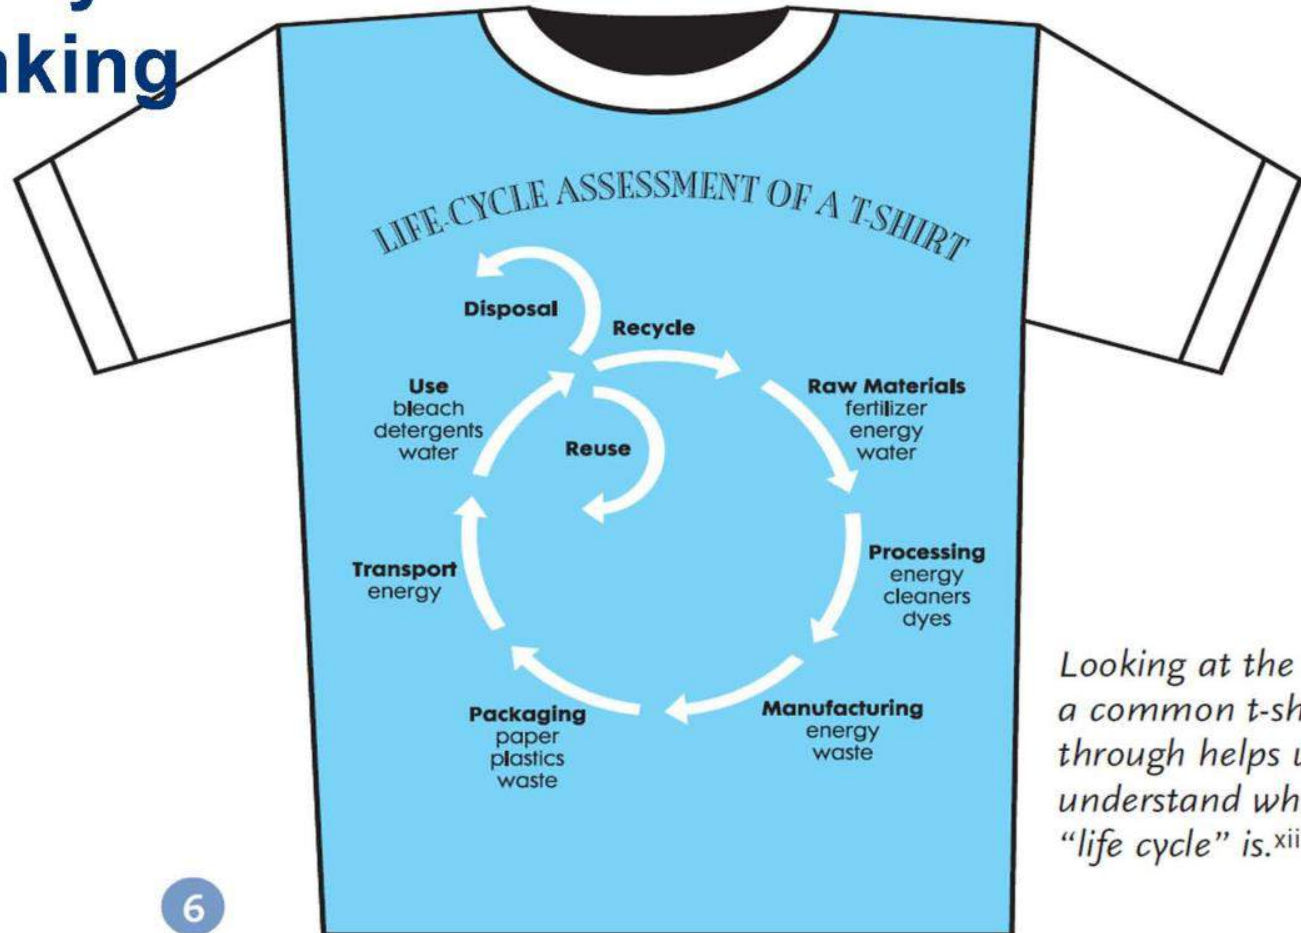 LIFE-CYCLE ASSESSMENT OF A T-SHIRT
Disposal
Recycle
Use
bleach
detergents
water
Reuse
Raw Materials
fertilizer
energy
water
Transport
energy
Processing
energy
cleaners
dyes
Packaging
paper
plastics
waste
Manufacturing
energy
waste
Looking at the
a common t-sh
through helps u
understand wh
"life cycle" is.xii
6